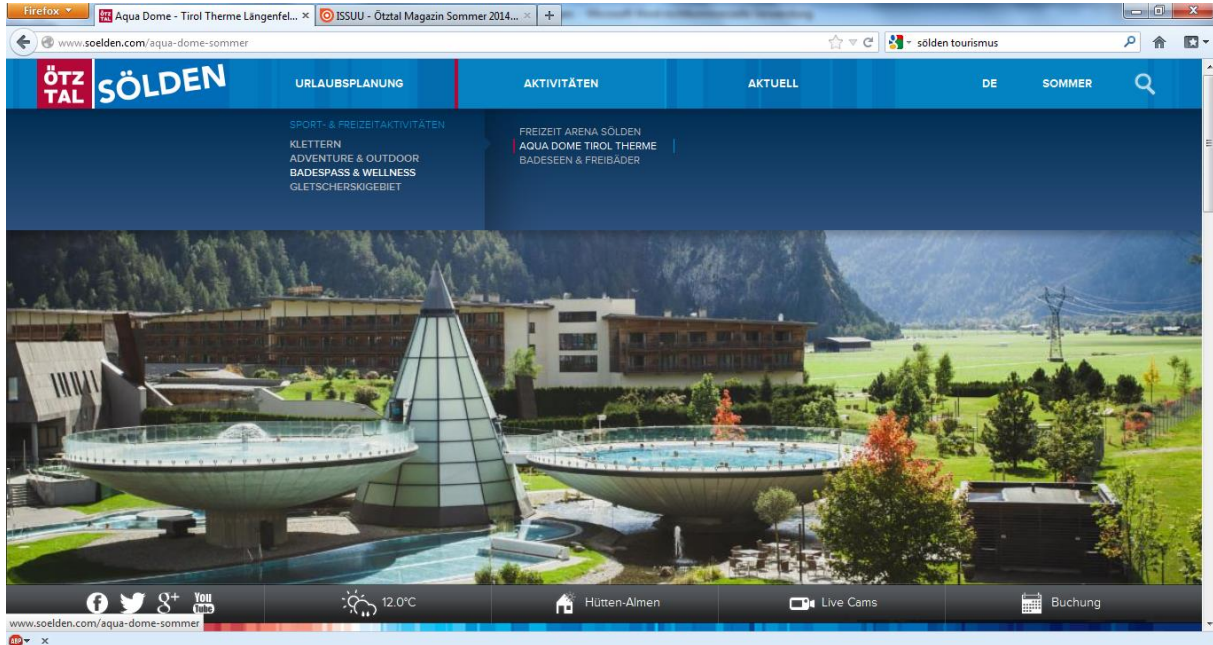 Firefox
Aqua Dome - Tirol Therme Längenfel... ×
ISSUU - Ötztal Magazin Sommer 2014... × +
www.soelden.com/aqua-dome-sommer
sölden tourismus
ÖTZ
TAL
SÖLDEN
URLAUBSPLANUNG
AKTIVITÄTEN
AKTUELL
DE
SOMMER
SPORT- & FREIZEITAKTIVITÄTEN
KLETTERN
ADVENTURE & OUTDOOR
BADESPASS & WELLNESS
GLETSCHERSKIGEBIET
FREIZEIT ARENA SÖLDEN
AQUA DOME TIROL THERME
BADESEEN & FREIBÄDER
You
Tube
12.0°C
Hütten-Almen
Live Cams
Buchung
www.soelden.com/aqua-dome-sommer
ABP ×